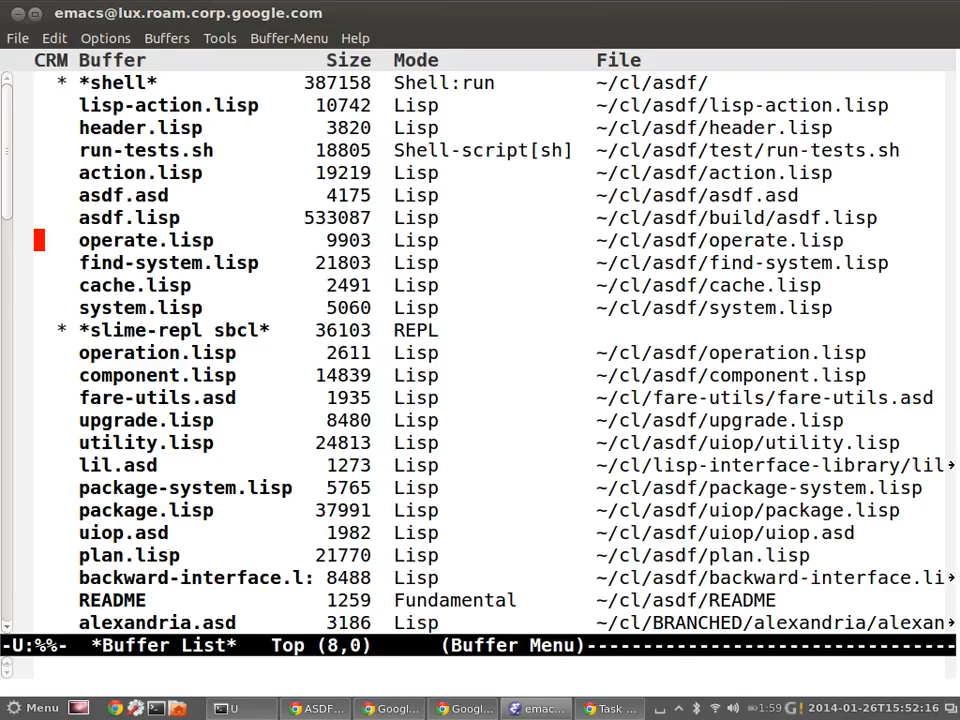 emacs@lux.roam.corp.google.com
File Edit Options Buffers Tools Buffer-Menu Help
CRM Buffer Size Mode File
* *shell* 387158 Shell:run ~/cl/asdf/
lisp-action.lisp 10742 Lisp ~/cl/asdf/lisp-action.lisp
header.lisp 3820 Lisp ~/cl/asdf/header.lisp
run-tests.sh 18805 Shell-script[sh] ~/cl/asdf/test/run-tests.sh
action.lisp 19219 Lisp ~/cl/asdf/action.lisp
asdf.asd 4175 Lisp ~/cl/asdf/asdf.asd
asdf.lisp 533087 Lisp ~/cl/asdf/build/asdf.lisp
operate.lisp 9903 Lisp ~/cl/asdf/operate.lisp
find-system.lisp 21803 Lisp ~/cl/asdf/find-system.lisp
cache.lisp 2491 Lisp ~/cl/asdf/cache.lisp
system.lisp 5060 Lisp ~/cl/asdf/system.lisp
* *slime-repl sbcl* 36103 REPL
operation.lisp 2611 Lisp ~/cl/asdf/operation.lisp
component.lisp 14839 Lisp ~/cl/asdf/component.lisp
fare-utils.asd 1935 Lisp ~/cl/fare-utils/fare-utils.asd
upgrade.lisp 8480 Lisp ~/cl/asdf/upgrade.lisp
utility.lisp 24813 Lisp ~/cl/asdf/uiop/utility.lisp
lil.asd 1273 Lisp ~/cl/lisp-interface-library/lil
package-system.lisp 5765 Lisp ~/cl/asdf/package-system.lisp
package.lisp 37991 Lisp ~/cl/asdf/uiop/package.lisp
uiop.asd 1982 Lisp ~/cl/asdf/uiop/uiop.asd
plan.lisp 21770 Lisp ~/cl/asdf/plan.lisp
backward-interface.l: 8488 Lisp ~/cl/asdf/backward-interface.li
README 1259 Fundamental ~/cl/asdf/README
alexandria.asd 3186 Lisp ~/cl/BRANCHED/alexandria/alexan
-U:%%- *Buffer List* Top (8,0) (Buffer Menu)---------------------------------
Menu U ASDF... Google... Google... emac... Task ... 1:59 2014-01-26T15:52:16